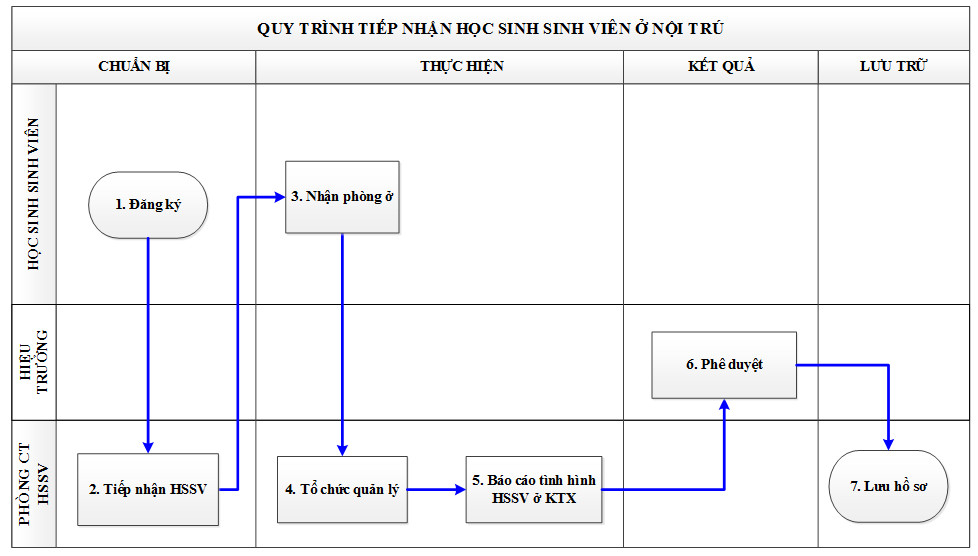 QUY TRÌNH TIẾP NHẬN HỌC SINH SINH VIÊN Ở NỘI TRÚ
CHUẨN BỊ
THỰC HIỆN
KẾT QUẢ
LƯU TRỮ
HỌC SINH SINH VIÊN
1. Đăng ký
3. Nhận phòng ở
HIỆU
TRƯỞNG
6. Phê duyệt
PHÒNG CT
HSSV
2. Tiếp nhận HSSV
4. Tổ chức quản lý
5. Báo cáo tình hình
HSSV ở KTX
7. Lưu hồ sơ